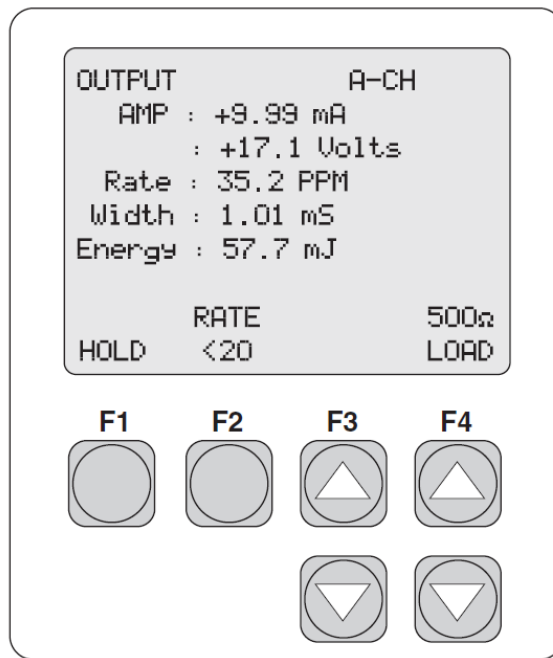 OUTPUT A-CH
AMP : +9.99 mA
: +17.1 Volts
Rate : 35.2 PPM
Width : 1.01 mS
Energy : 57.7 mJ
RATE 500Ω
HOLD <20 LOAD
F1 F2 F3 F4